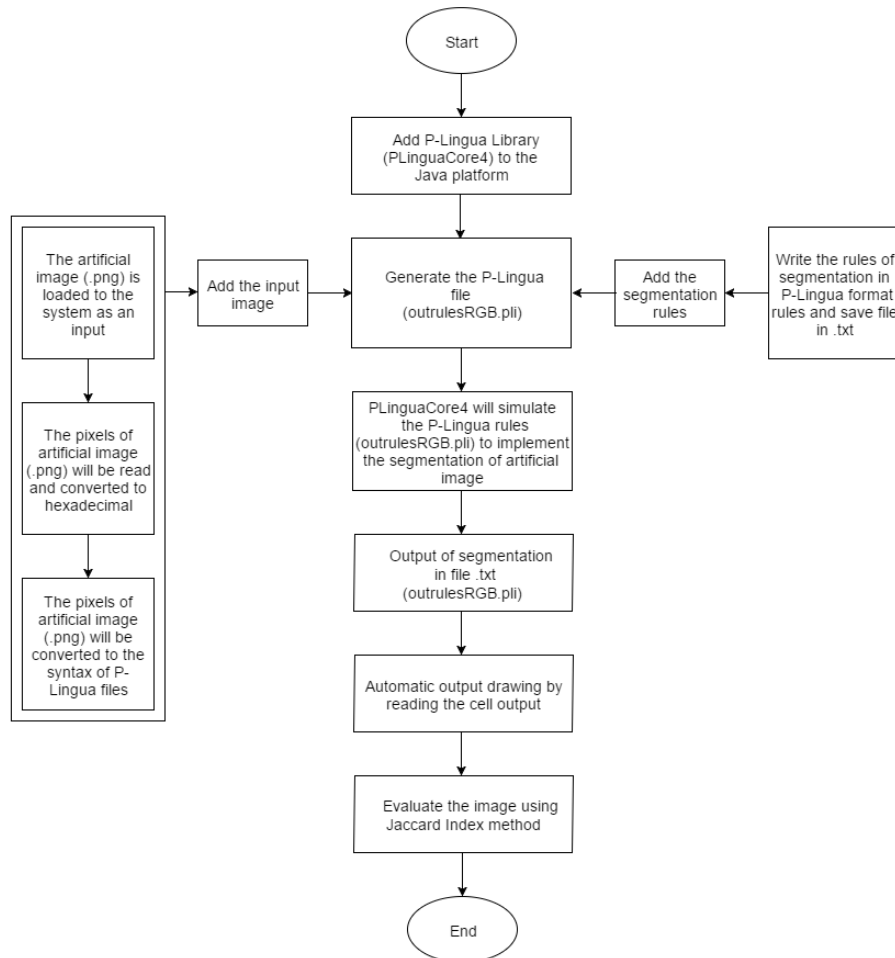 Start
Add P-Lingua Library
(PLinguaCore4) to the
Java platform
The artificial
image (.png) is
loaded to the
system as an
input
Add the input
image
Generate the P-Lingua
file
(outrulesRGB.pli)
Add the
segmentation
rules
Write the rules of
segmentation in
P-Lingua format
rules and save file
in .txt
The pixels of
artificial image
(.png) will be read
and converted to
hexadecimal
PLinguaCore4 will simulate
the P-Lingua rules
(outrulesRGB.pli) to implement
the segmentation of artificial
image
The pixels of
artificial image
(.png) will be
converted to the
syntax of P-
Lingua files
Output of segmentation
in file .txt
(outrulesRGB.pli)
Automatic output drawing by
reading the cell output
Evaluate the image using
Jaccard Index method
End